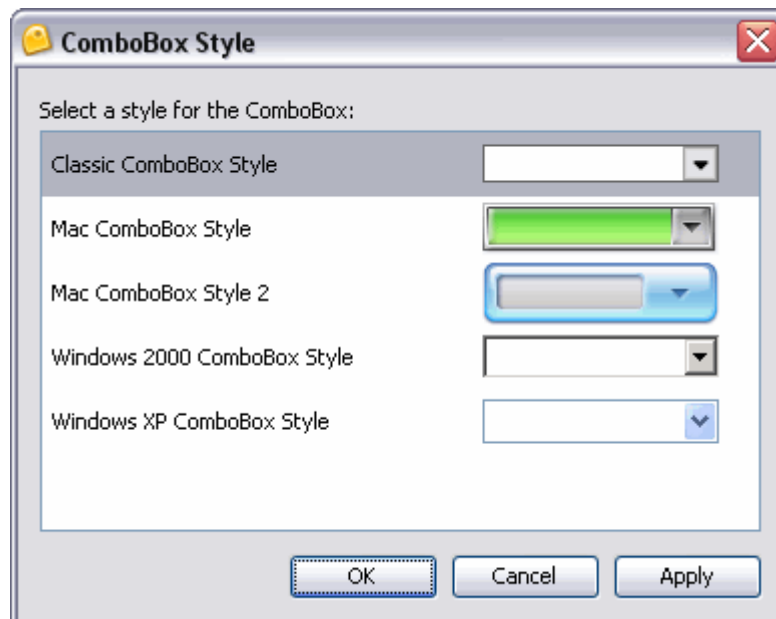 ComboBox Style
Select a style for the ComboBox:
Classic ComboBox Style
Mac ComboBox Style
Mac ComboBox Style 2
Windows 2000 ComboBox Style
Windows XP ComboBox Style
OK Cancel Apply